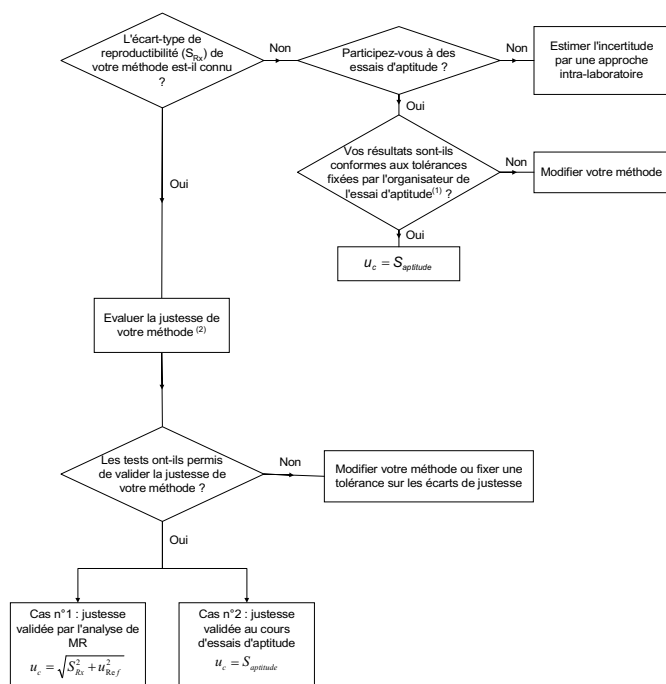 L'écart-type de
reproductibilité (S_Rx) de
votre méthode est-il connu
?
Non
Participez-vous à des
essais d'aptitude ?
Non
Estimer l'incertitude
par une approche
intra-laboratoire
Oui
Vos résultats sont-ils
conformes aux tolérances
fixées par l'organisateur de
l'essai d'aptitude(1) ?
Non
Modifier votre méthode
Oui
Oui
u_c = S_aptitude
Evaluer la justesse de
votre méthode (2)
Les tests ont-ils permis
de valider la justesse de
votre méthode ?
Non
Modifier votre méthode ou fixer une
tolérance sur les écarts de justesse
Oui
Cas n°1 : justesse
validée par l'analyse de
MR
u_c = √(S²_Rx + u²_Ref)
Cas n°2 : justesse
validée au cours
d'essais d'aptitude
u_c = S_aptitude